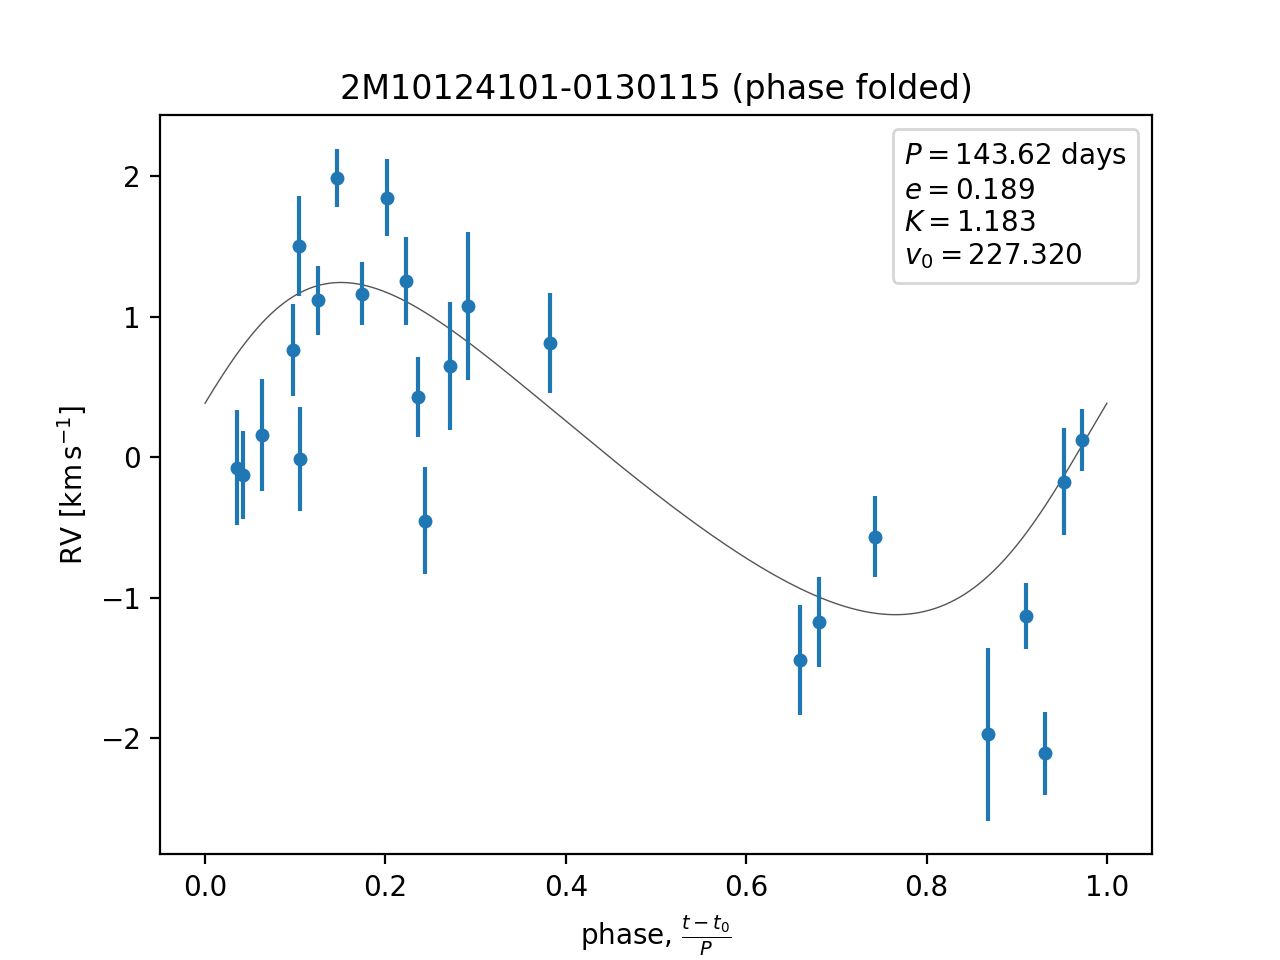 2M10124101-0130115 (phase folded)
P = 143.62 days
e = 0.189
K = 1.183
v₀ = 227.320
RV [km s⁻¹]
2
1
0
−1
−2
0.0 0.2 0.4 0.6 0.8 1.0
phase, (t − t₀)/P